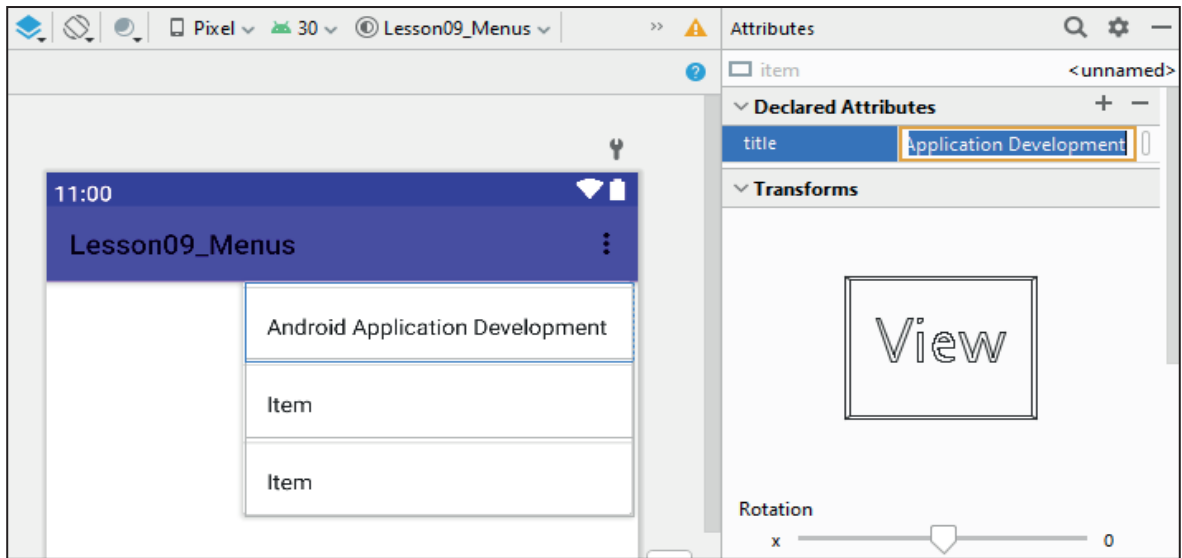 Pixel 30 Lesson09_Menus
Attributes
item <unnamed>
Declared Attributes
title Application Development
Transforms
11:00
Lesson09_Menus
Android Application Development
Item
Item
View
Rotation
x 0